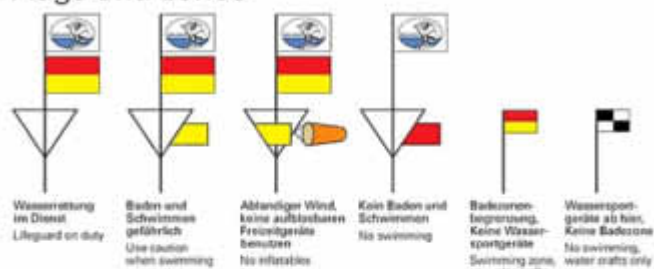 Wasserrettung
im Dienst
Lifeguard on duty
Baden und
Schwimmen
gefährlich
Use caution
when swimming
Ablandiger Wind,
keine aufblasbaren
Freizeitgeräte
benutzen
No inflatables
Kein Baden und
Schwimmen
No swimming
Badezonen-
begrenzung,
Keine Wasser-
sportgeräte
Swimming zone,
Wassersport-
geräte ab hier,
Keine Badezone
No swimming,
water crafts only